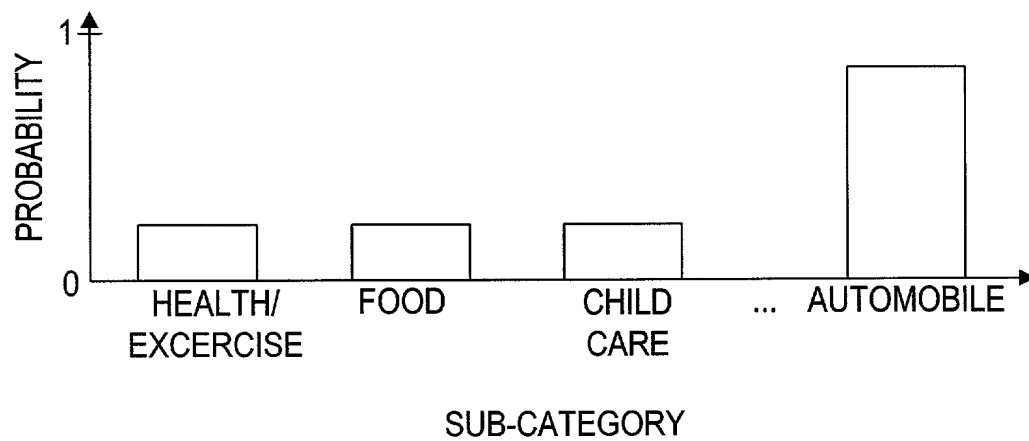 1
PROBABILITY
0
HEALTH/
EXCERCISE
FOOD
CHILD
CARE
...
AUTOMOBILE
SUB-CATEGORY